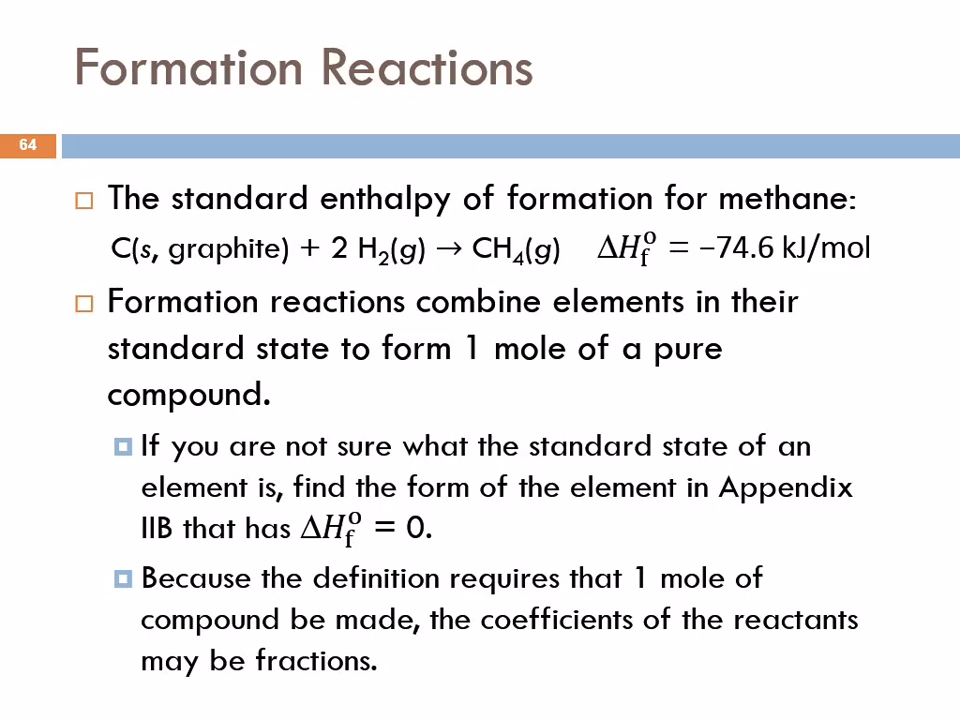 Formation Reactions
64
The standard enthalpy of formation for methane:
C(s, graphite) + 2 H₂(g) → CH₄(g) ΔH°f = −74.6 kJ/mol
Formation reactions combine elements in their
standard state to form 1 mole of a pure
compound.
If you are not sure what the standard state of an
element is, find the form of the element in Appendix
IIB that has ΔH°f = 0.
Because the definition requires that 1 mole of
compound be made, the coefficients of the reactants
may be fractions.